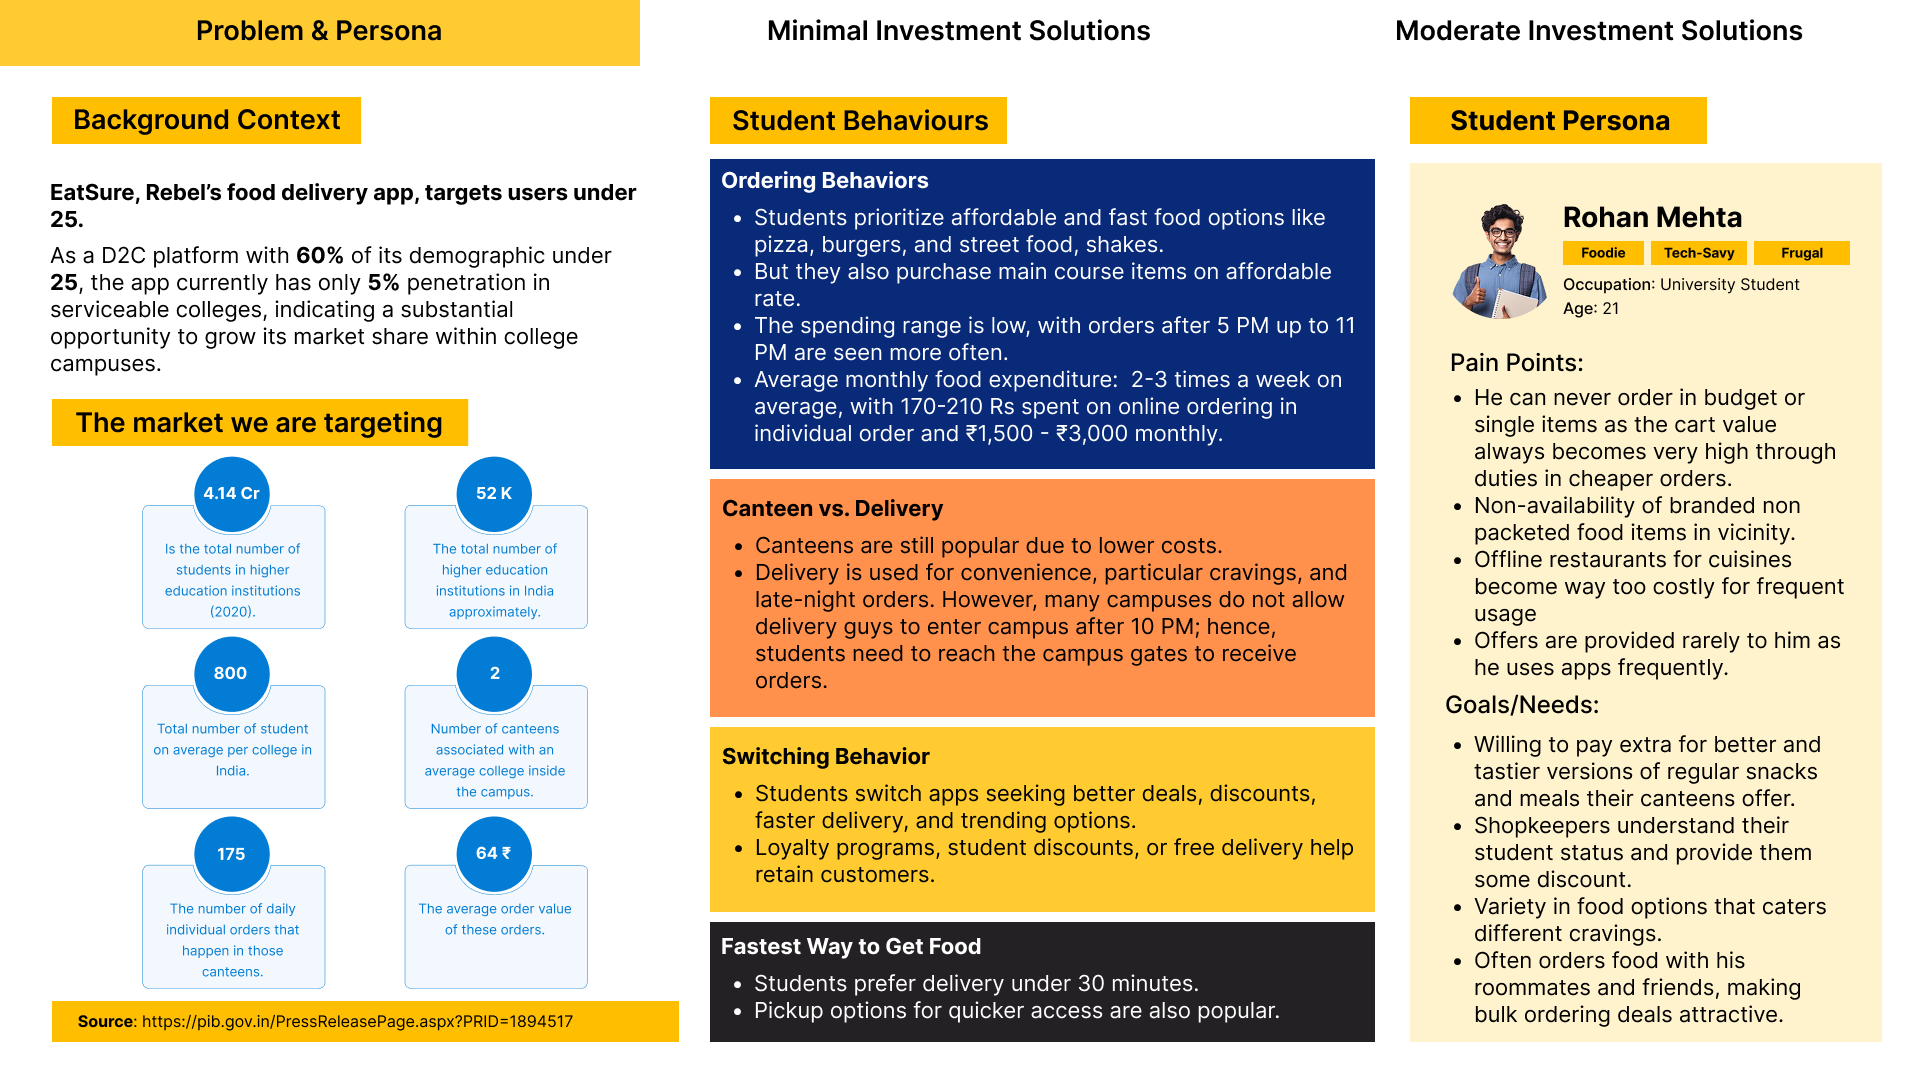 Problem & Persona
Minimal Investment Solutions
Moderate Investment Solutions
Background Context
EatSure, Rebel’s food delivery app, targets users under
25.
As a D2C platform with 60% of its demographic under
25, the app currently has only 5% penetration in
serviceable colleges, indicating a substantial
opportunity to grow its market share within college
campuses.
The market we are targeting
4.14 Cr
Is the total number of
students in higher
education institutions
(2020).
52 K
The total number of
higher education
institutions in India
approximately.
800
Total number of student
on average per college in
India.
2
Number of canteens
associated with an
average college inside
the campus.
175
The number of daily
individual orders that
happen in those
canteens.
64 ₹
The average order value
of these orders.
Source: https://pib.gov.in/PressReleasePage.aspx?PRID=1894517
Student Behaviours
Ordering Behaviors
• Students prioritize affordable and fast food options like
pizza, burgers, and street food, shakes.
• But they also purchase main course items on affordable
rate.
• The spending range is low, with orders after 5 PM up to 11
PM are seen more often.
• Average monthly food expenditure:  2-3 times a week on
average, with 170-210 Rs spent on online ordering in
individual order and ₹1,500 - ₹3,000 monthly.
Canteen vs. Delivery
• Canteens are still popular due to lower costs.
• Delivery is used for convenience, particular cravings, and
late-night orders. However, many campuses do not allow
delivery guys to enter campus after 10 PM; hence,
students need to reach the campus gates to receive
orders.
Switching Behavior
• Students switch apps seeking better deals, discounts,
faster delivery, and trending options.
• Loyalty programs, student discounts, or free delivery help
retain customers.
Fastest Way to Get Food
• Students prefer delivery under 30 minutes.
• Pickup options for quicker access are also popular.
Student Persona
Rohan Mehta
Foodie Tech-Savy Frugal
Occupation: University Student
Age: 21
Pain Points:
• He can never order in budget or
single items as the cart value
always becomes very high through
duties in cheaper orders.
• Non-availability of branded non
packeted food items in vicinity.
• Offline restaurants for cuisines
become way too costly for frequent
usage
• Offers are provided rarely to him as
he uses apps frequently.
Goals/Needs:
• Willing to pay extra for better and
tastier versions of regular snacks
and meals their canteens offer.
• Shopkeepers understand their
student status and provide them
some discount.
• Variety in food options that caters
different cravings.
• Often orders food with his
roommates and friends, making
bulk ordering deals attractive.